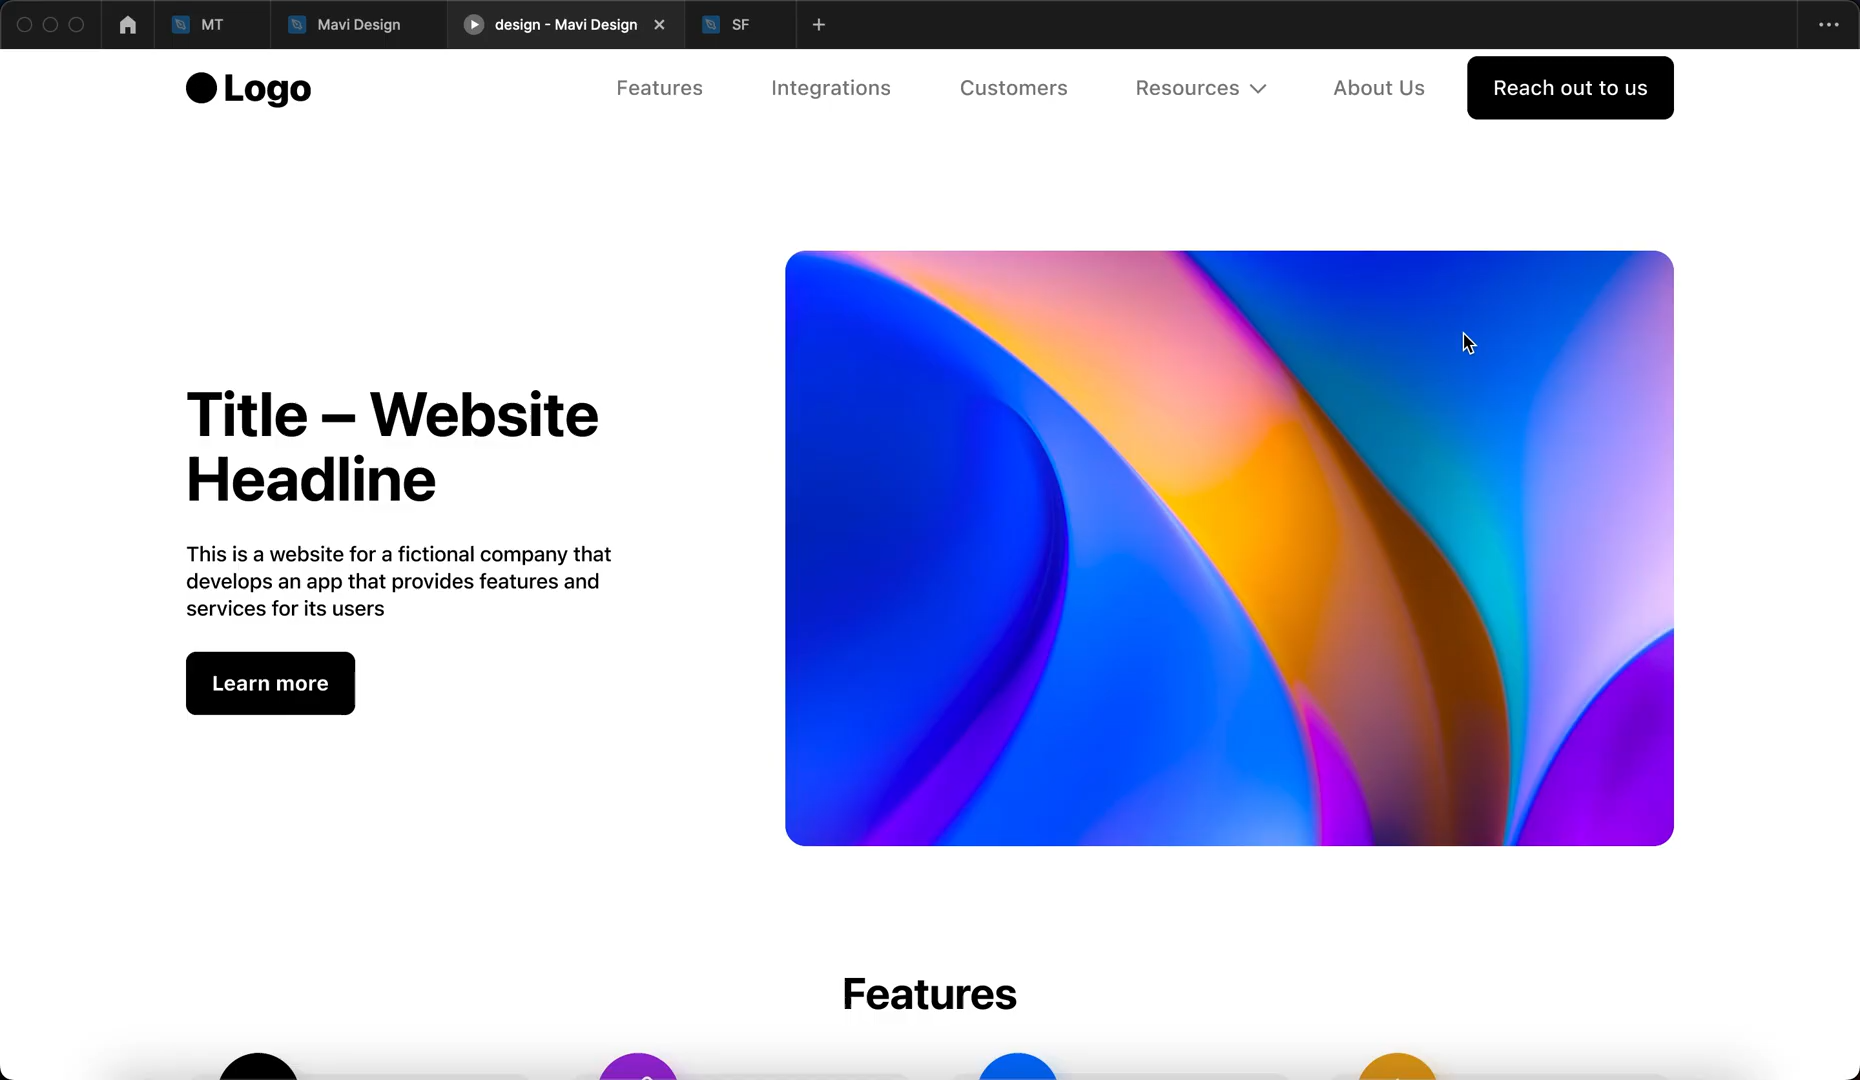 MT
Mavi Design
design - Mavi Design
SF
Logo
Features
Integrations
Customers
Resources
About Us
Reach out to us
Title – Website
Headline
This is a website for a fictional company that
develops an app that provides features and
services for its users
Learn more
Features